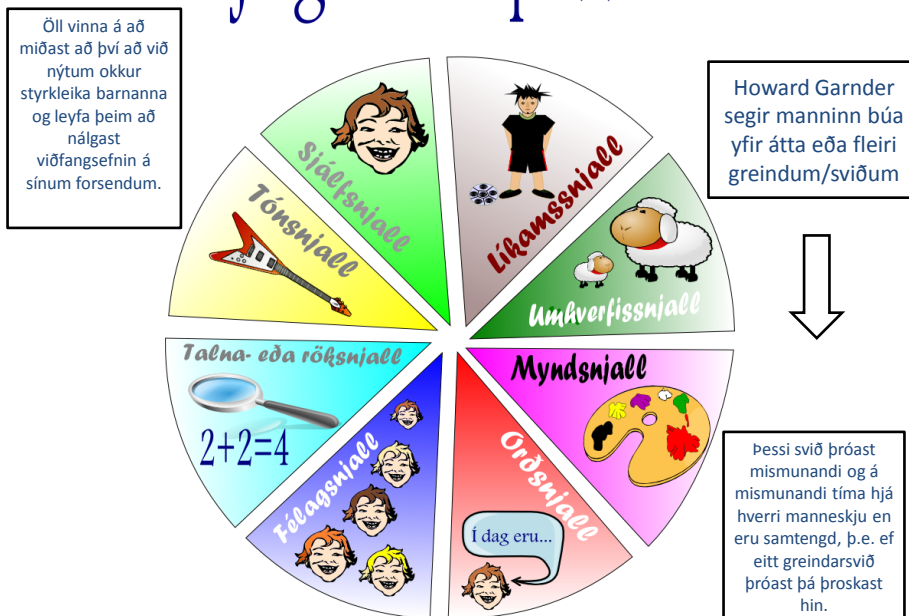 Öll vinna á að
miðast að því að við
nýtum okkur
styrkleika barnanna
og leyfa þeim að
nálgast
viðfangsefnin á
sínum forsendum.
Howard Garnder
segir manninn búa
yfir átta eða fleiri
greindum/sviðum
Sjálfsnjall
Líkamssnjall
Tónsnjall
Umhverfissnjall
Talna- eða röksnjall
2+2=4
Myndsnjall
Félagsnjall
Orðsnjall
Í dag eru...
Þessi svið þróast
mismunandi og á
mismunandi tíma hjá
hverri manneskju en
eru samtengd, þ.e. ef
eitt greindarsvið
þróast þá þroskast
hin.